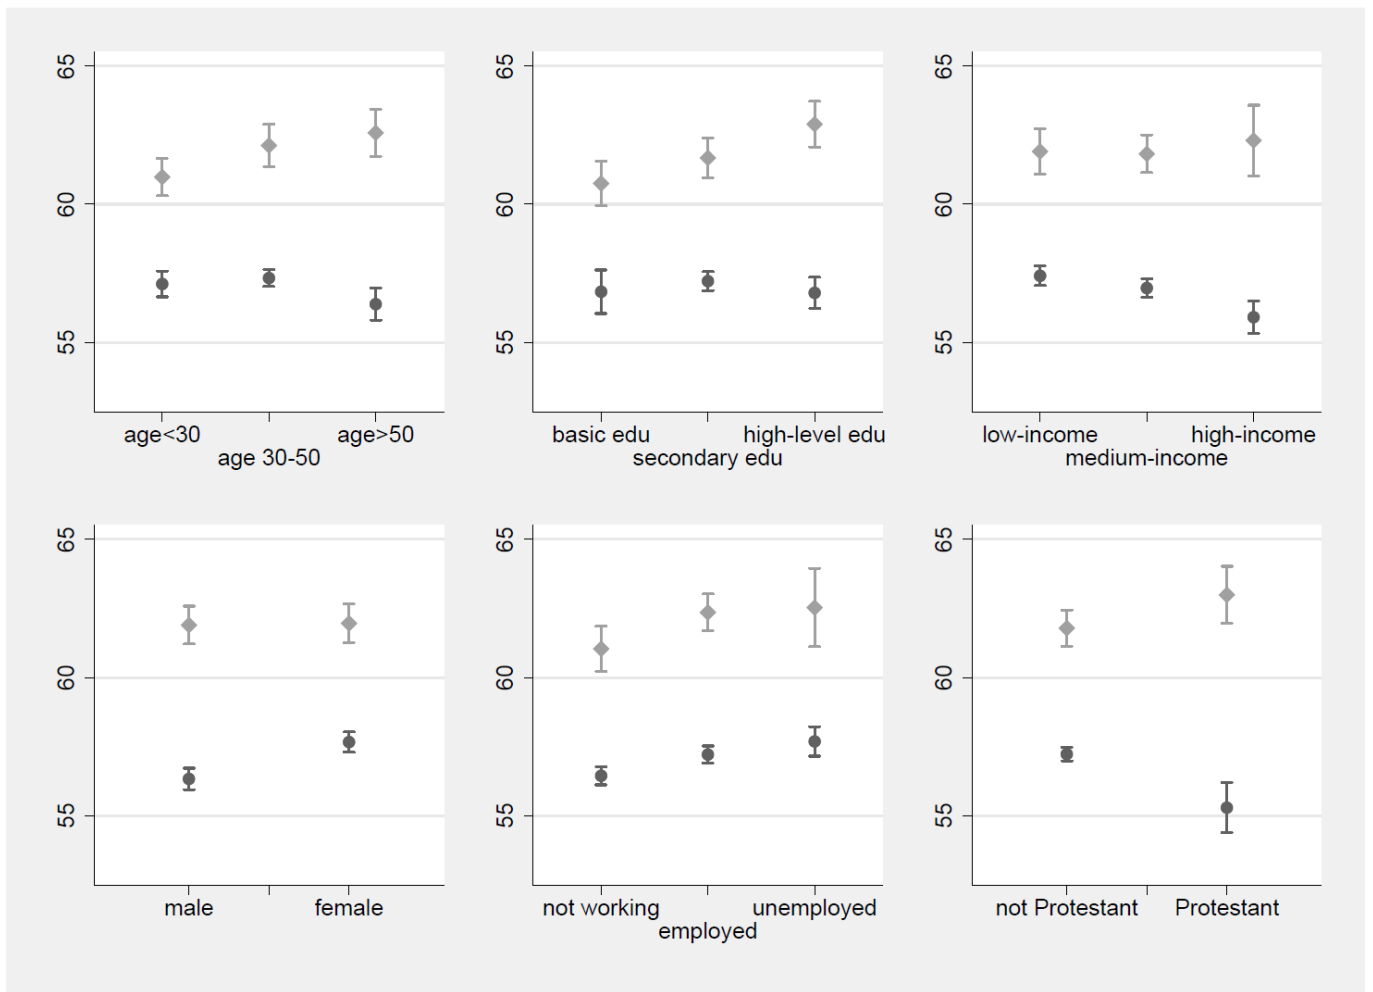 65
60
55
age<30 age>50
age 30-50
65
60
55
basic edu high-level edu
secondary edu
65
60
55
low-income high-income
medium-income
65
60
55
male female
65
60
55
not working unemployed
employed
65
60
55
not Protestant Protestant